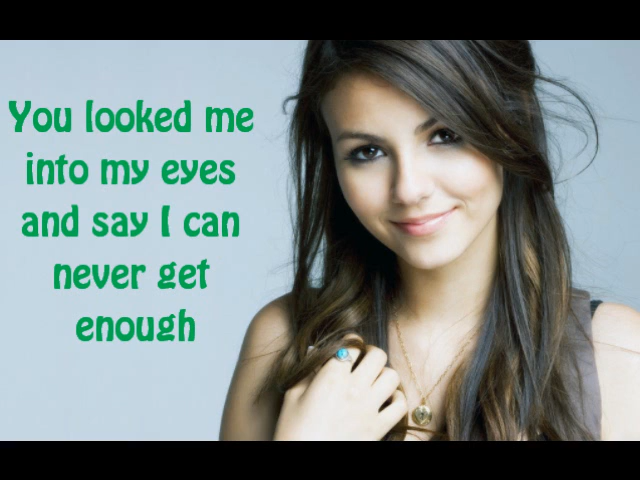 You looked me
into my eyes
and say I can
never get
enough